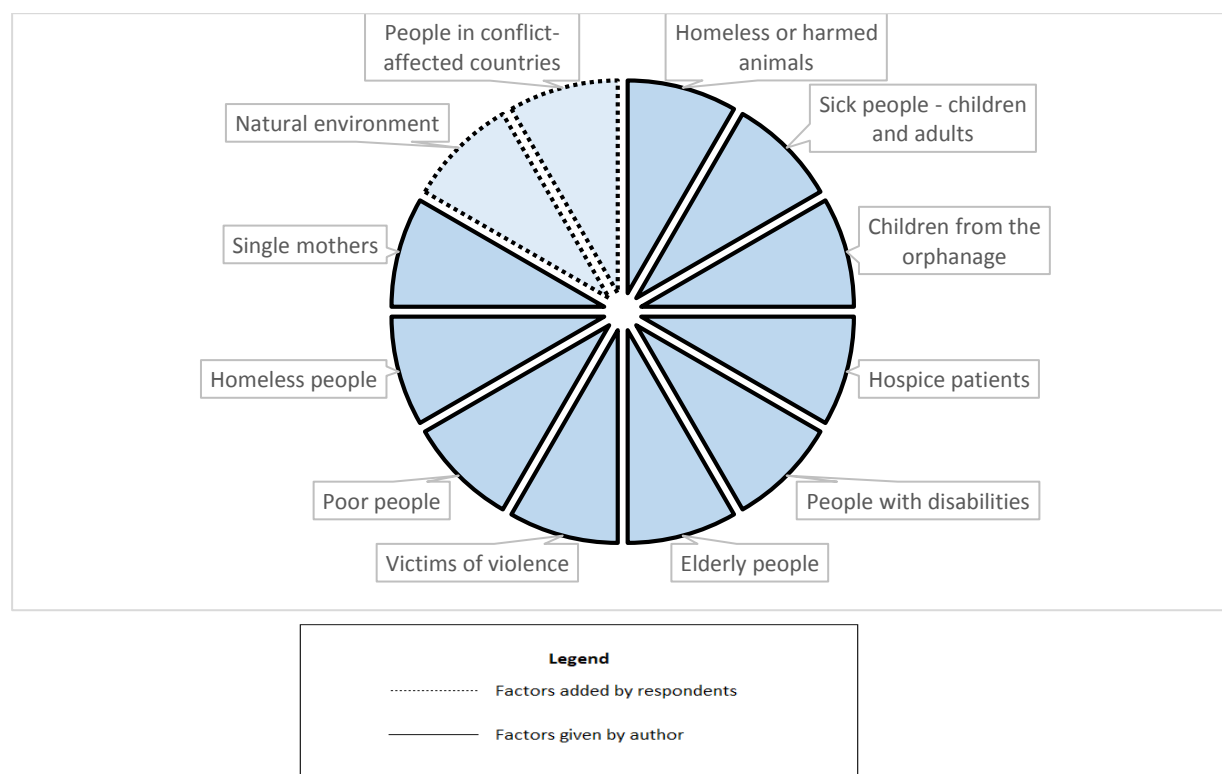 People in conflict-
affected countries
Homeless or harmed
animals
Natural environment
Sick people - children
and adults
Single mothers
Children from the
orphanage
Homeless people
Hospice patients
Poor people
People with disabilities
Victims of violence
Elderly people
Legend
Factors added by respondents
Factors given by author